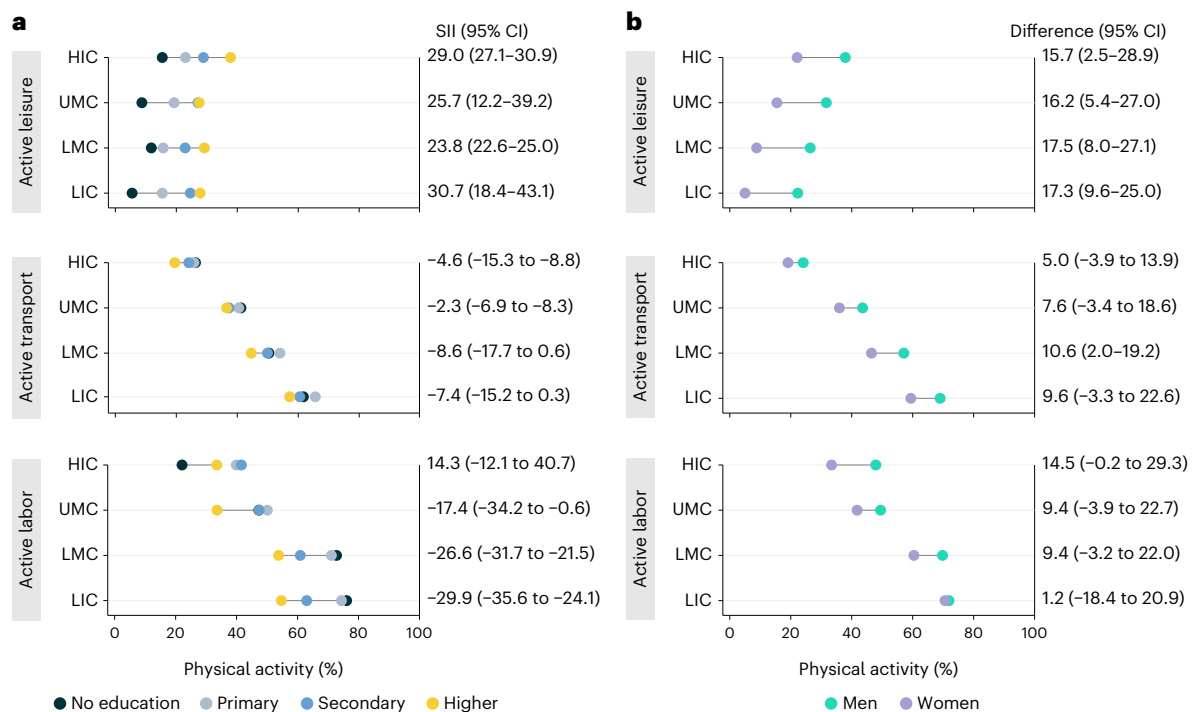 a
SII (95% CI)
Active leisure
HIC 29.0 (27.1–30.9)
UMC 25.7 (12.2–39.2)
LMC 23.8 (22.6–25.0)
LIC 30.7 (18.4–43.1)
Active transport
HIC −4.6 (−15.3 to −8.8)
UMC −2.3 (−6.9 to −8.3)
LMC −8.6 (−17.7 to 0.6)
LIC −7.4 (−15.2 to 0.3)
Active labor
HIC 14.3 (−12.1 to 40.7)
UMC −17.4 (−34.2 to −0.6)
LMC −26.6 (−31.7 to −21.5)
LIC −29.9 (−35.6 to −24.1)
0 20 40 60 80 100
Physical activity (%)
No education Primary Secondary Higher
b
Difference (95% CI)
Active leisure
HIC 15.7 (2.5–28.9)
UMC 16.2 (5.4–27.0)
LMC 17.5 (8.0–27.1)
LIC 17.3 (9.6–25.0)
Active transport
HIC 5.0 (−3.9 to 13.9)
UMC 7.6 (−3.4 to 18.6)
LMC 10.6 (2.0–19.2)
LIC 9.6 (−3.3 to 22.6)
Active labor
HIC 14.5 (−0.2 to 29.3)
UMC 9.4 (−3.9 to 22.7)
LMC 9.4 (−3.2 to 22.0)
LIC 1.2 (−18.4 to 20.9)
0 20 40 60 80 100
Physical activity (%)
Men Women